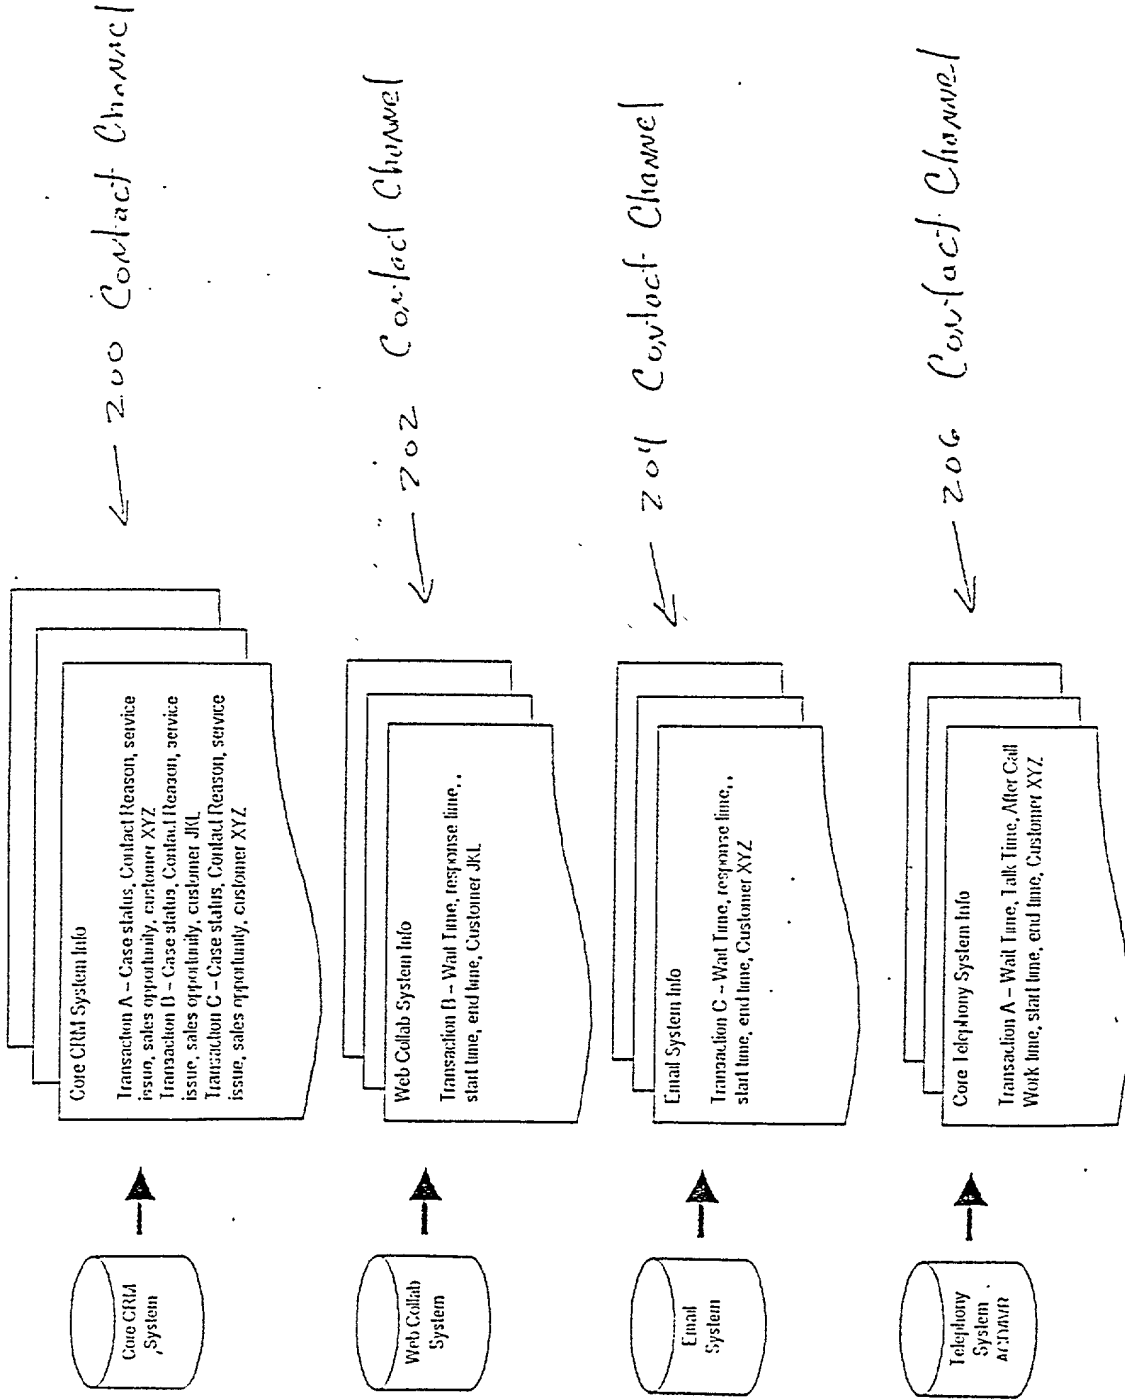 Core CRM
System
Core CRM System Info
Transaction A – Case status, Contact Reason, service
issue, sales opportunity, customer XYZ
Transaction B – Case status, Contact Reason, service
issue, sales opportunity, customer JKL
Transaction C – Case status, Contact Reason, service
issue, sales opportunity, customer XYZ
200 Contact Channel
Web Collab
System
Web Collab System Info
Transaction B – Wait Time, response time, ,
start time, end time, Customer JKL
202 Contact Channel
Email
System
Email System Info
Transaction C – Wait Time, response time, ,
start time, end time, Customer XYZ
204 Contact Channel
Telephony
System
Core Telephony System Info
Transaction A – Wait Time, Talk Time, After Call
Work time, start time, end time, Customer XYZ
206 Contact Channel